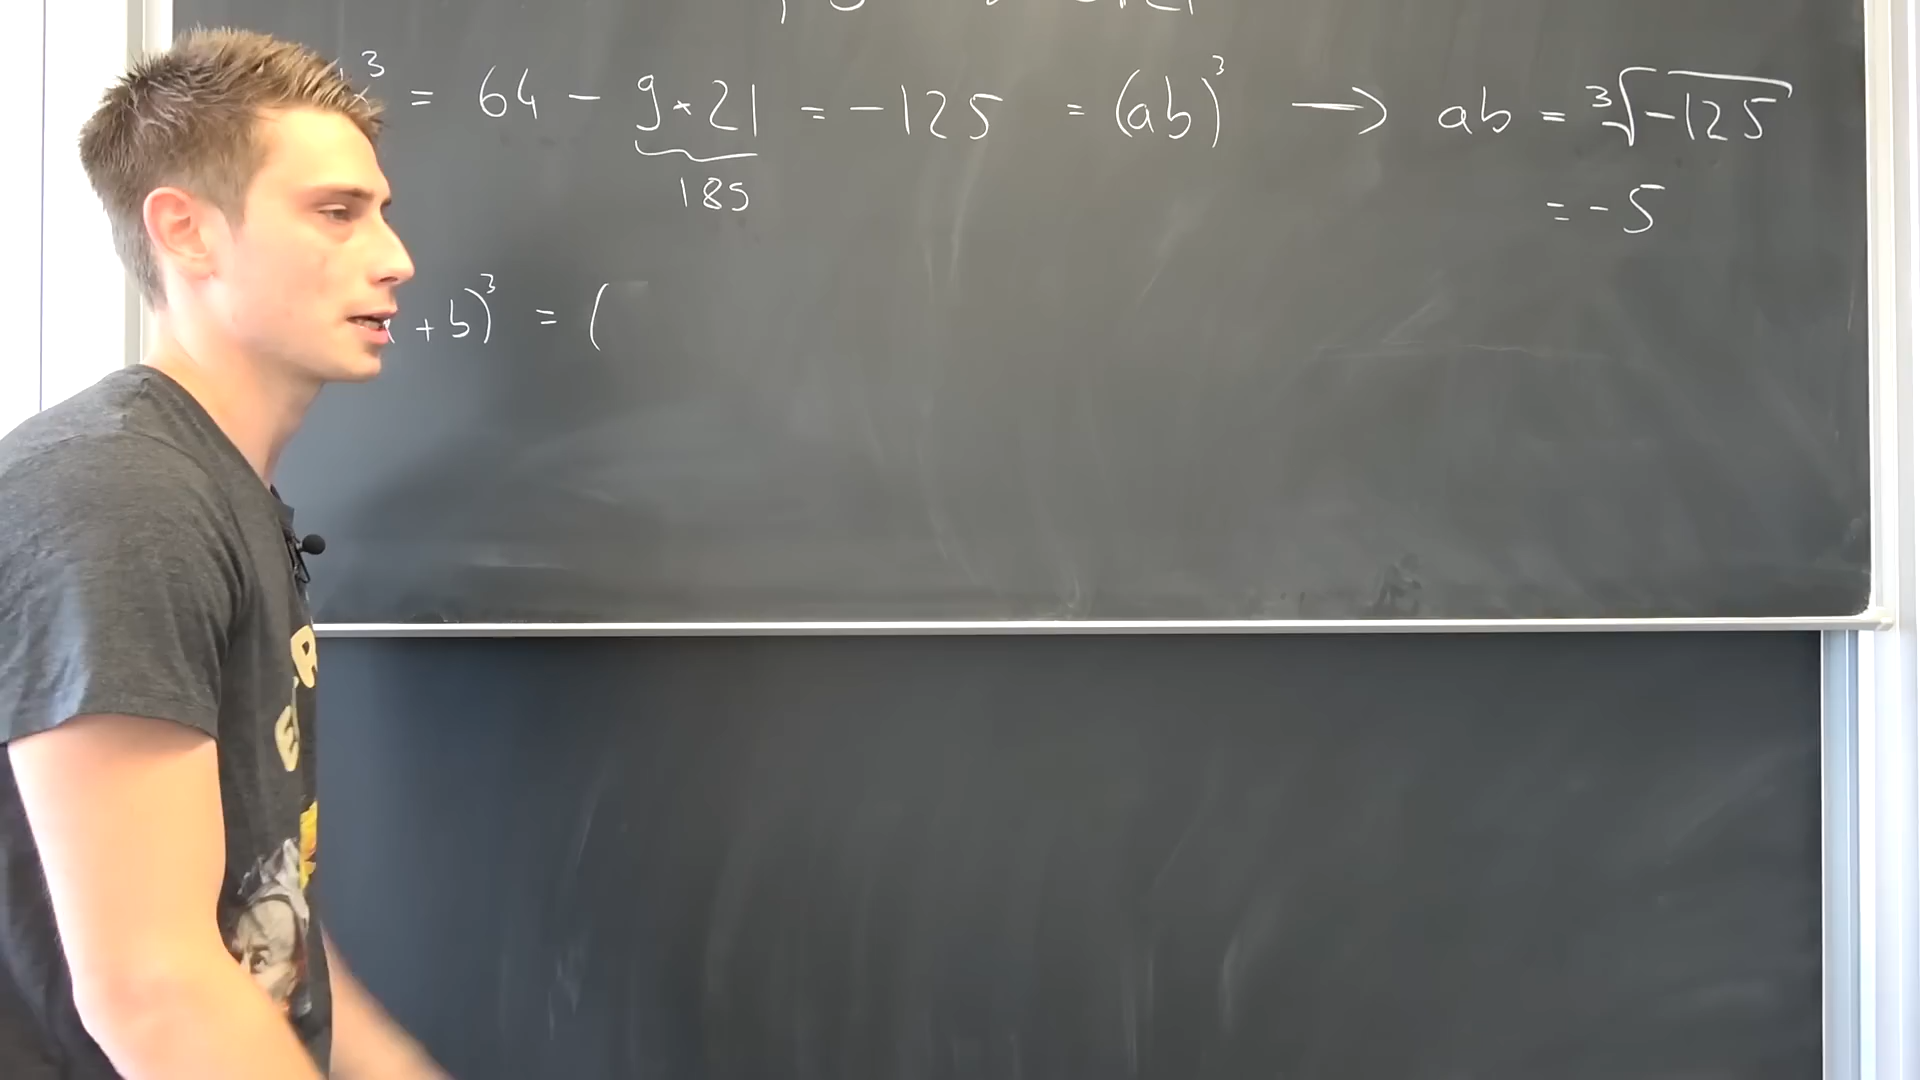 ³ = 64 - 9 * 21 = -125 = (ab)³ → ab = ³√-125
185
= -5
+ b)³ = (